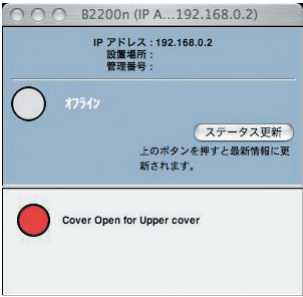 B2200n (IP A...192.168.0.2)
IP アドレス : 192.168.0.2
設置場所 :
管理番号 :
ｵﾌﾗｲﾝ
ステータス更新
上のボタンを押すと最新情報に更
新されます。
Cover Open for Upper cover